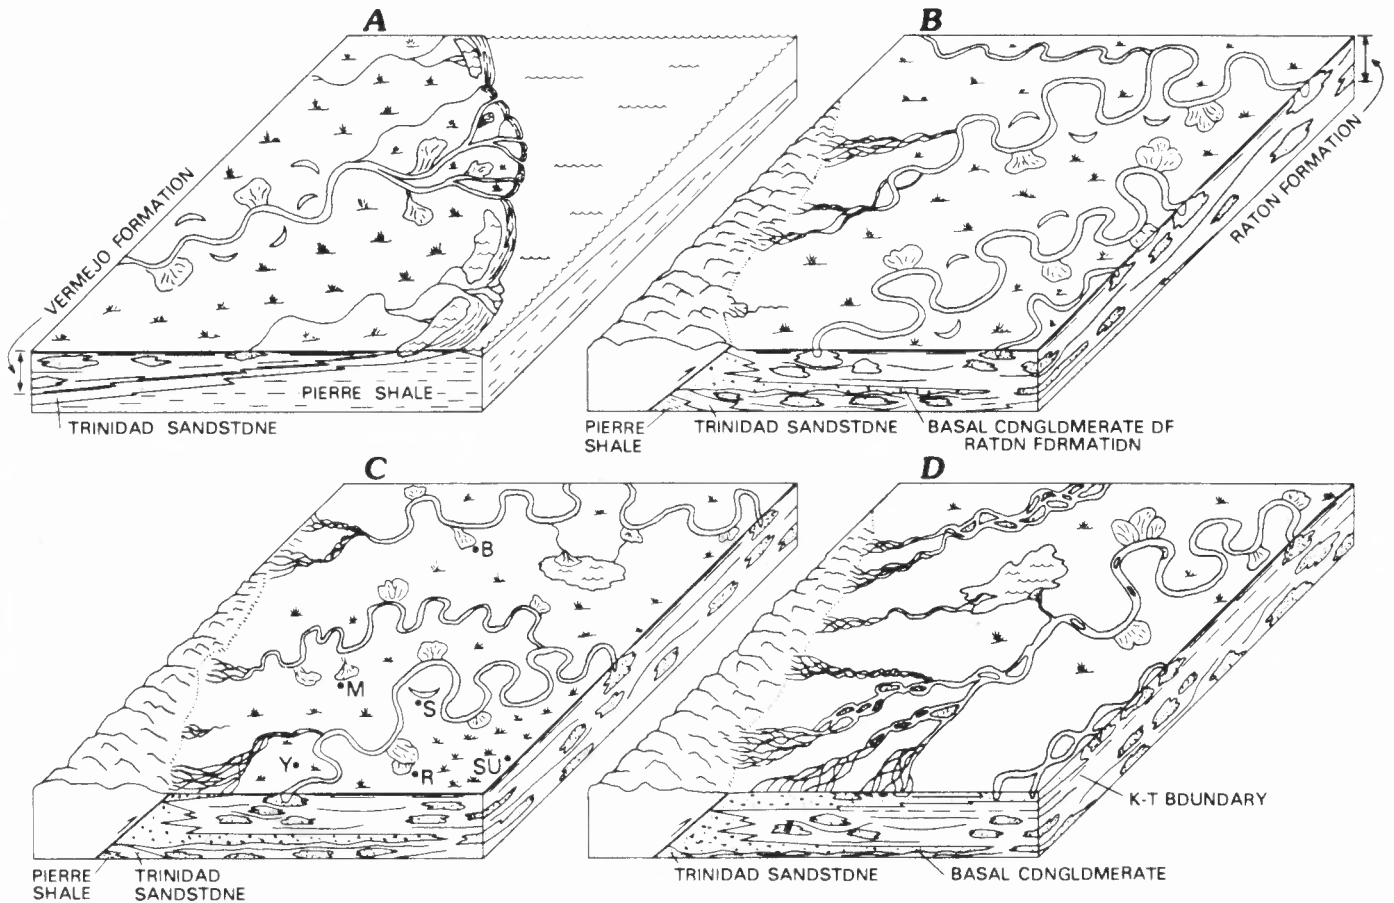 A
B
VERMEJO FORMATION
RATON FORMATION
PIERRE SHALE
TRINIDAD SANDSTDNE
PIERRE
SHALE
TRINIDAD SANDSTDNE
BASAL CDNGLDMERATE DF
RATDN FDRMATION
C
D
B
M
S
Y
R
SU
K-T BDUNDARY
PIERRE
SHALE
TRINIDAD
SANDSTDNE
TRINIDAD SANDSTDNE
BASAL CDNGLDMERATE